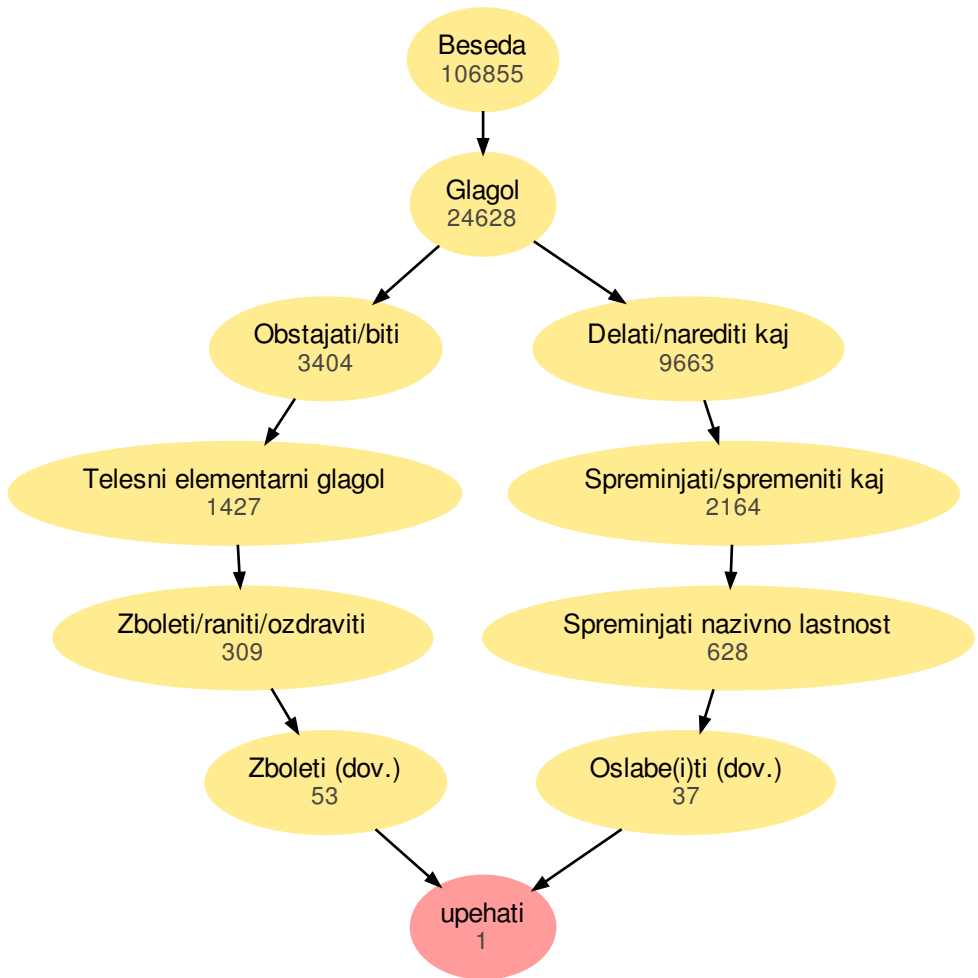 Beseda
106855
Glagol
24628
Obstajati/biti
3404
Delati/narediti kaj
9663
Telesni elementarni glagol
1427
Spreminjati/spremeniti kaj
2164
Zboleti/raniti/ozdraviti
309
Spreminjati nazivno lastnost
628
Zboleti (dov.)
53
Oslabe(i)ti (dov.)
37
upehati
1